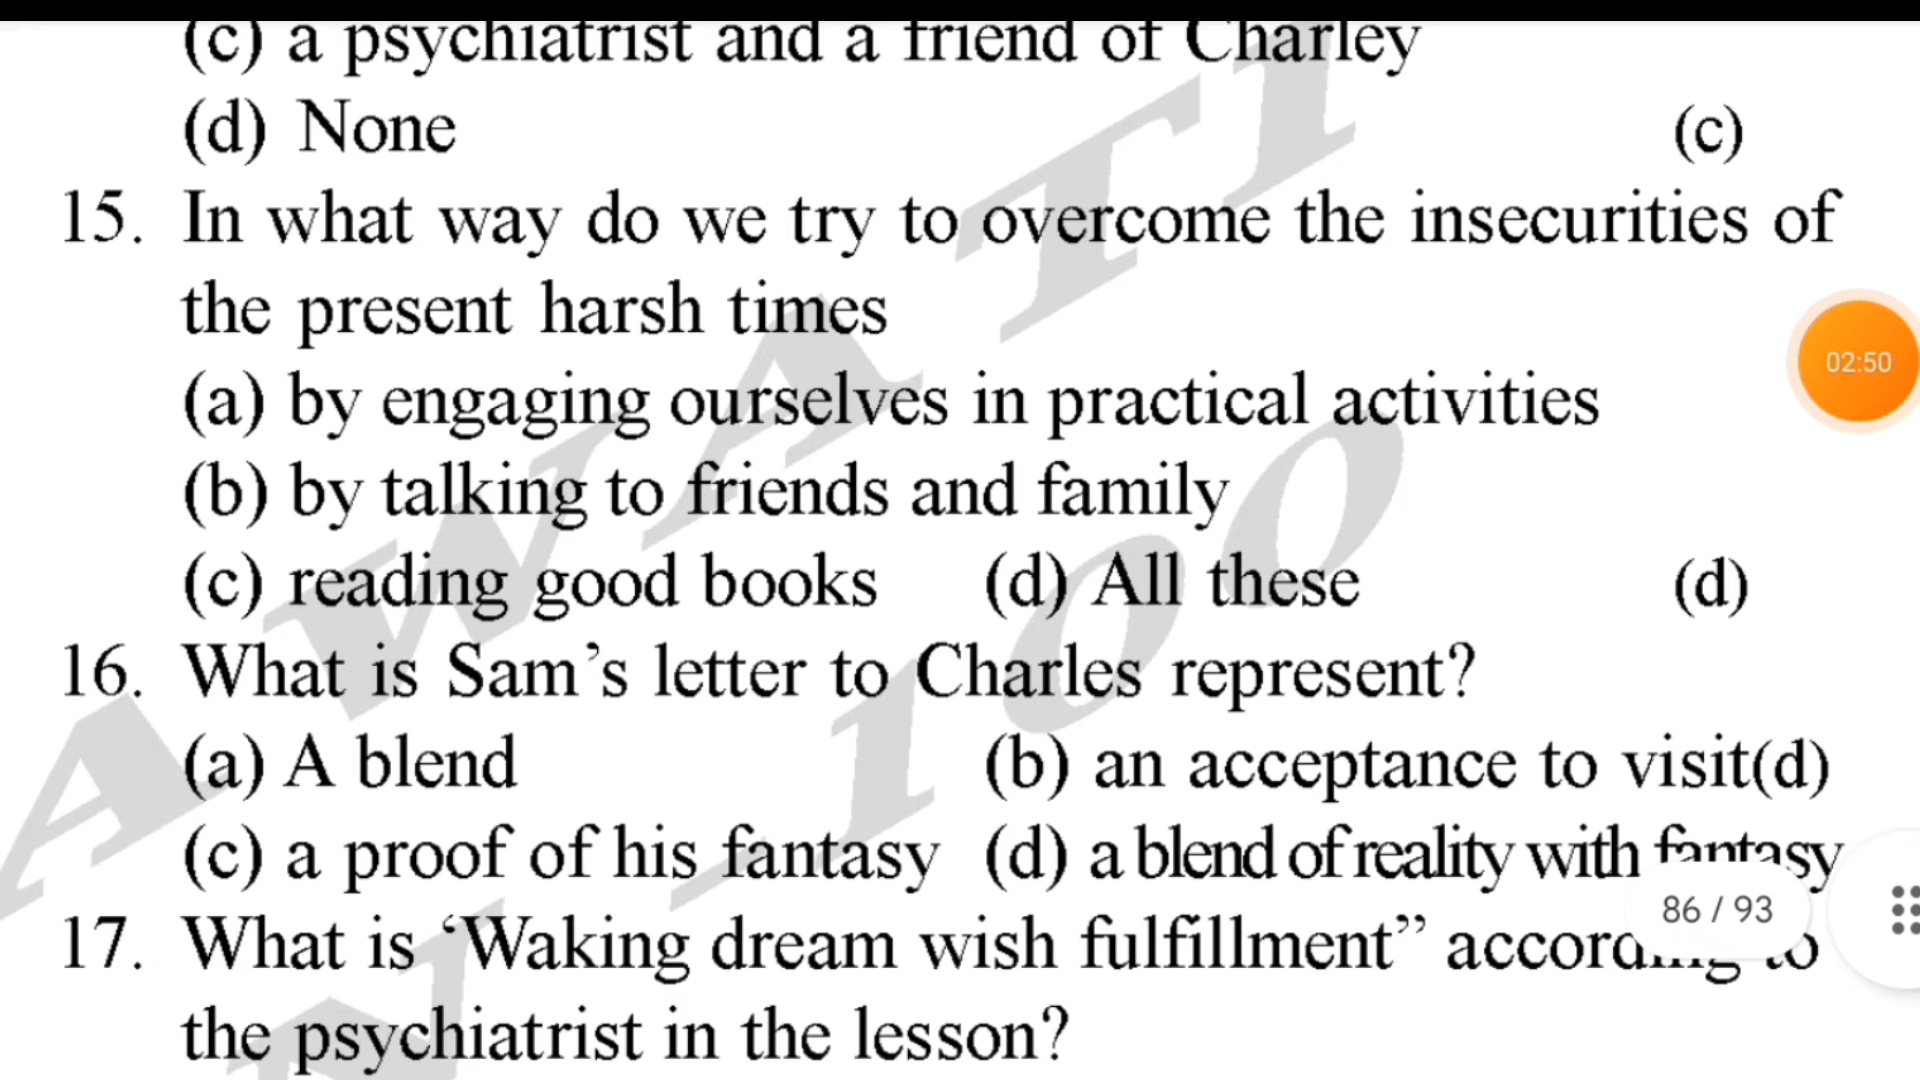 (c) a psychiatrist and a friend of Charley
(d) None (c)
15. In what way do we try to overcome the insecurities of
the present harsh times
(a) by engaging ourselves in practical activities
02:50
(b) by talking to friends and family
(c) reading good books (d) All these (d)
16. What is Sam’s letter to Charles represent?
(a) A blend (b) an acceptance to visit(d)
(c) a proof of his fantasy (d) a blend of reality with fantasy
86 / 93
17. What is ‘Waking dream wish fulfillment” according to
the psychiatrist in the lesson?